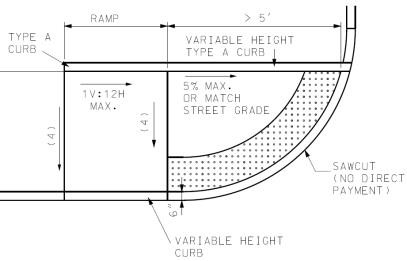 RAMP
> 5'
TYPE A
CURB
VARIABLE HEIGHT
TYPE A CURB
1V:12H
MAX.
5% MAX.
OR MATCH
STREET GRADE
(4)
(4)
SAWCUT
(NO DIRECT
PAYMENT)
6"
VARIABLE HEIGHT
CURB